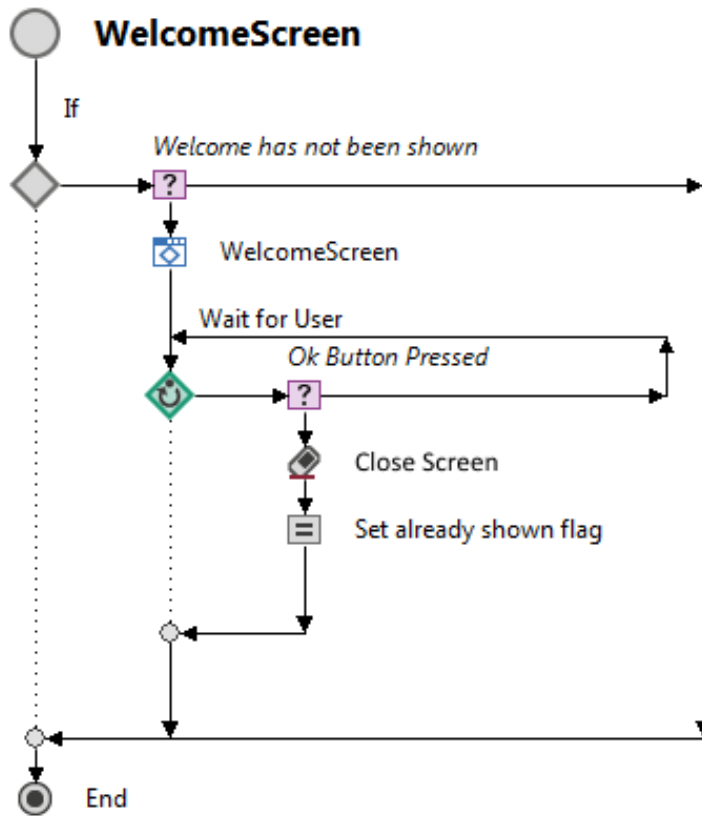 WelcomeScreen
If
Welcome has not been shown
?
WelcomeScreen
Wait for User
Ok Button Pressed
?
Close Screen
Set already shown flag
End